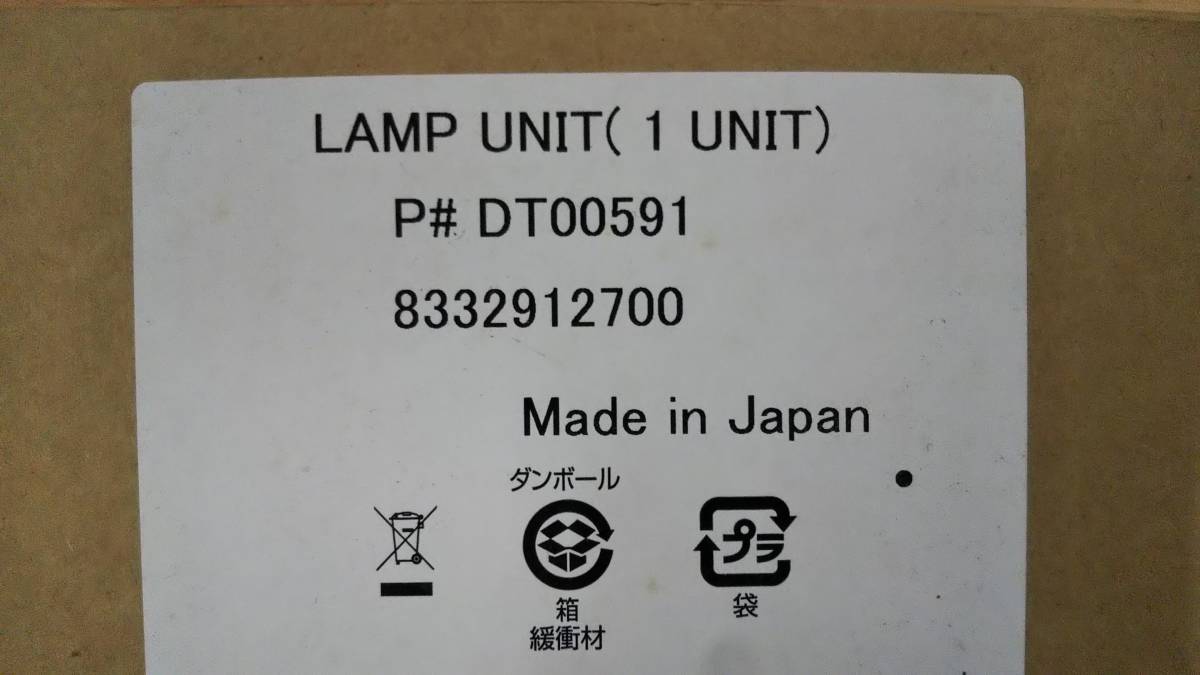 LAMP UNIT( 1 UNIT)
P# DT00591
8332912700
Made in Japan
ダンボール
プラ
箱
袋
緩衝材